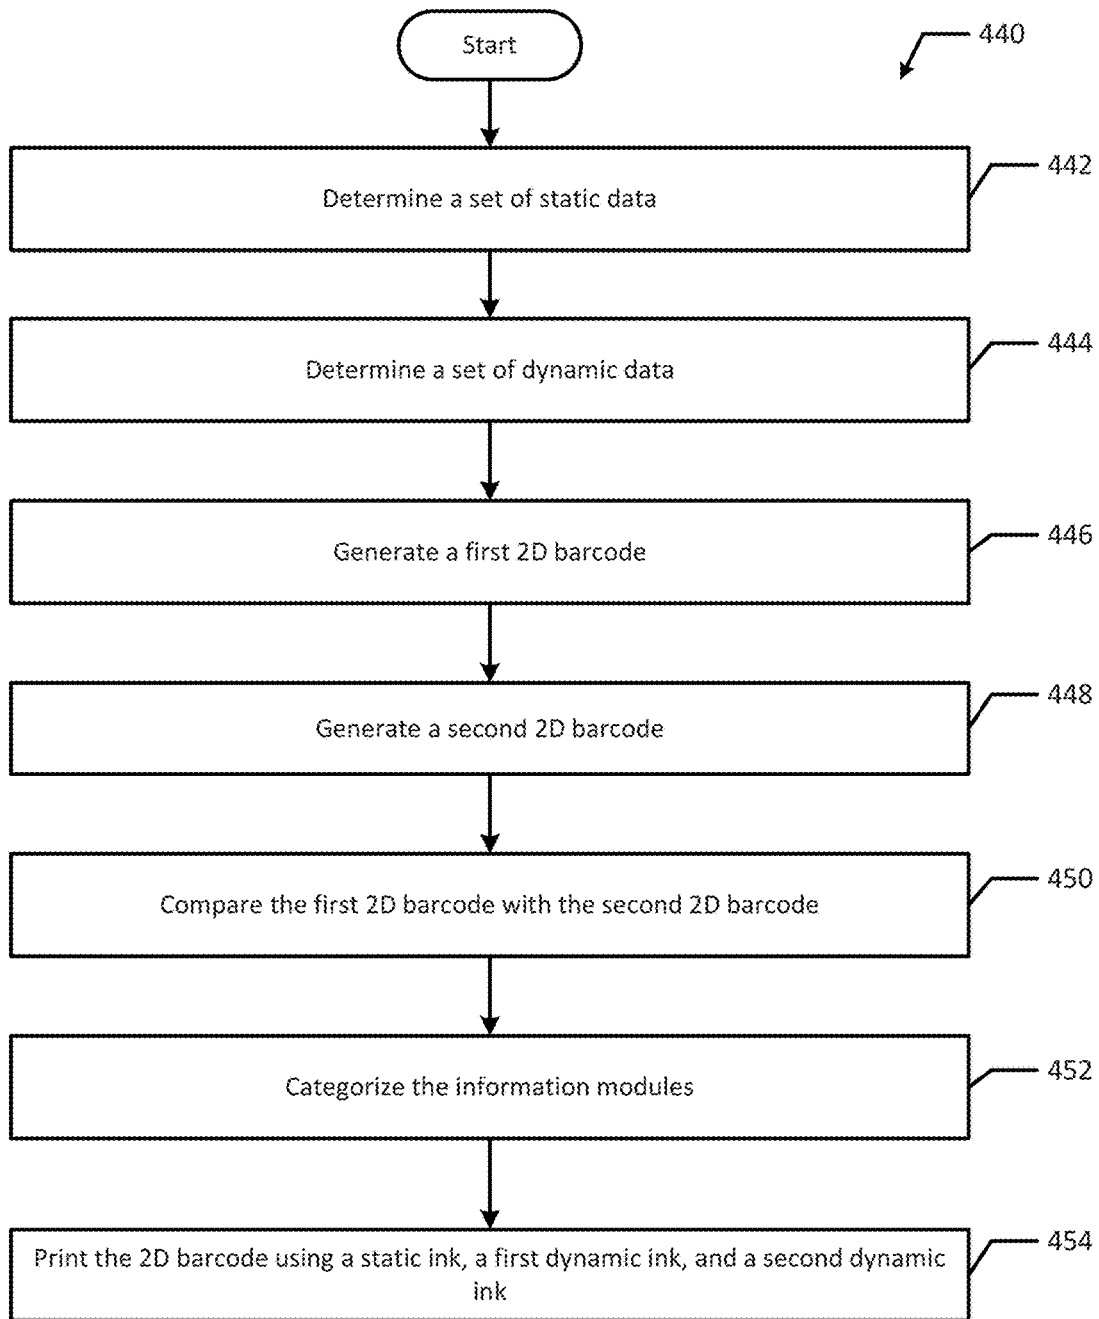 Start
440
442
Determine a set of static data
444
Determine a set of dynamic data
446
Generate a first 2D barcode
448
Generate a second 2D barcode
450
Compare the first 2D barcode with the second 2D barcode
452
Categorize the information modules
454
Print the 2D barcode using a static ink, a first dynamic ink, and a second dynamic
ink